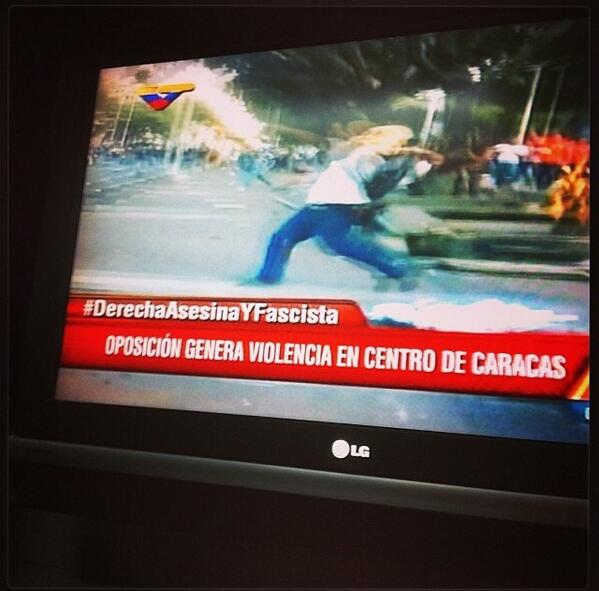 #DerechaAsesinaYFascista
OPOSICIÓN GENERA VIOLENCIA EN CENTRO DE CARACAS
LG